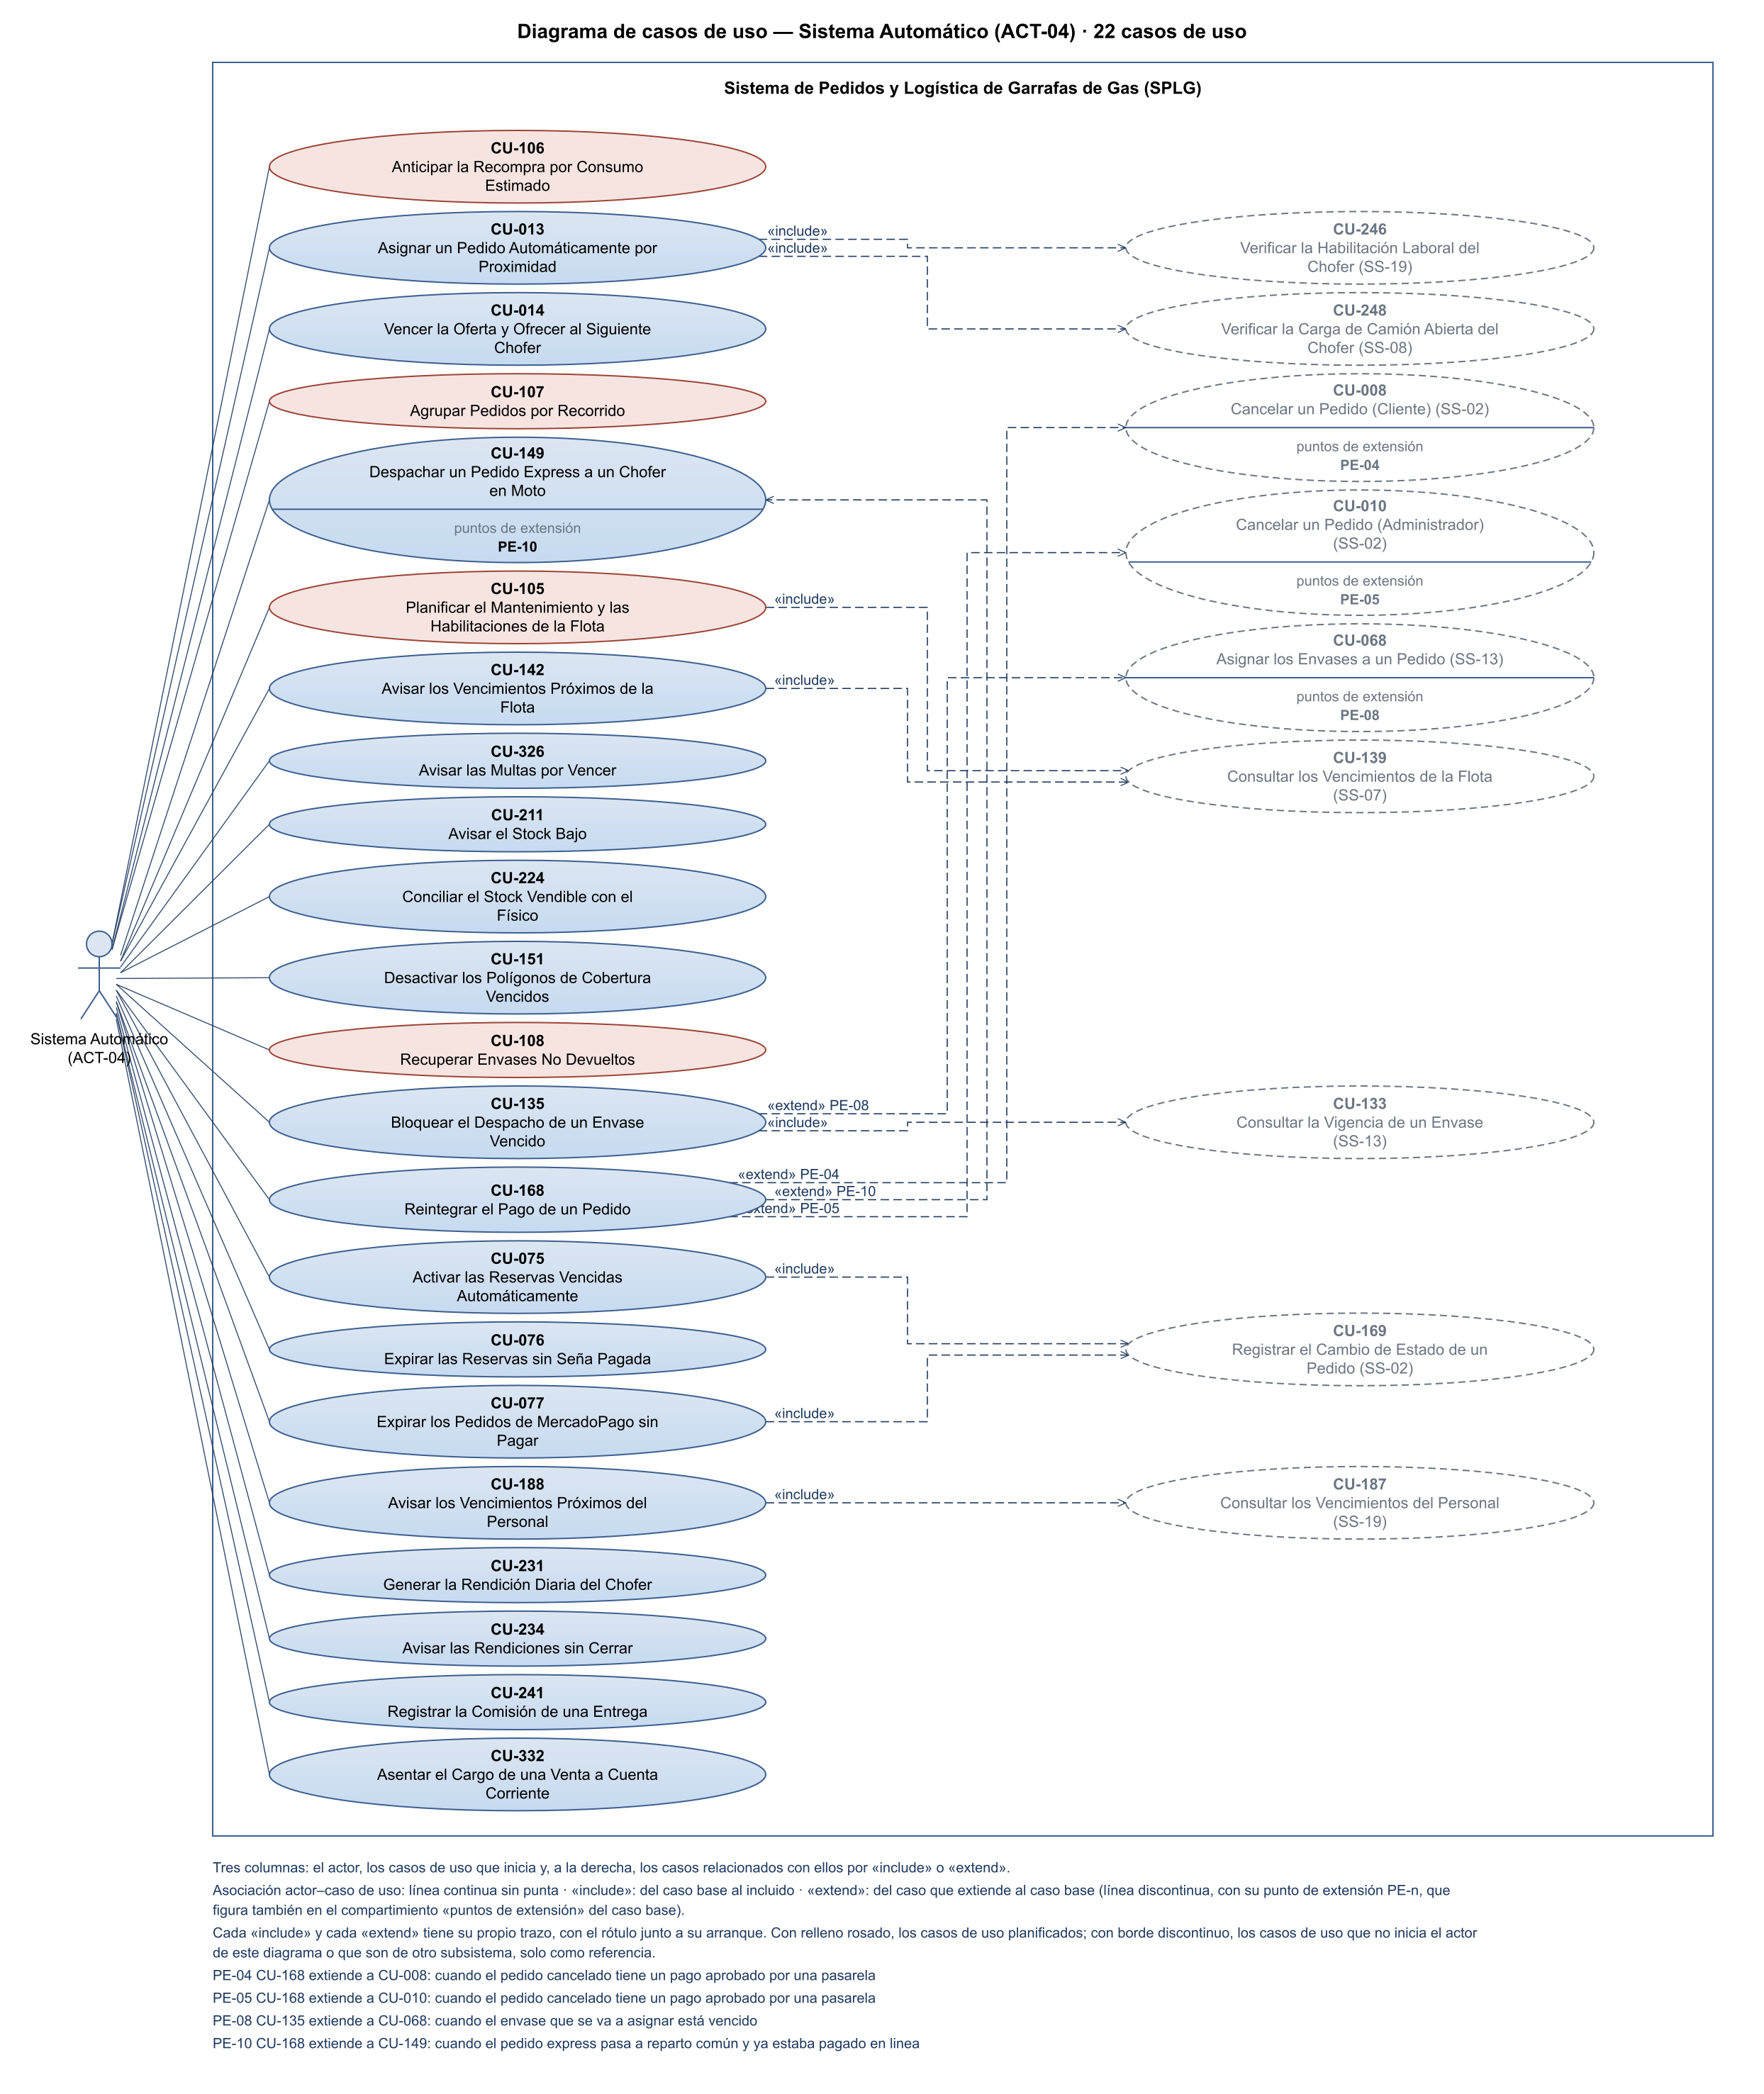 Diagrama de casos de uso — Sistema Automático (ACT-04) · 22 casos de uso
Sistema de Pedidos y Logística de Garrafas de Gas (SPLG)
CU-106
Anticipar la Recompra por Consumo
Estimado
CU-013
Asignar un Pedido Automáticamente por
Proximidad
«include»
«include»
CU-246
Verificar la Habilitación Laboral del
Chofer (SS-19)
CU-014
Vencer la Oferta y Ofrecer al Siguiente
Chofer
CU-248
Verificar la Carga de Camión Abierta del
Chofer (SS-08)
CU-107
Agrupar Pedidos por Recorrido
CU-008
Cancelar un Pedido (Cliente) (SS-02)
puntos de extensión
PE-04
CU-149
Despachar un Pedido Express a un Chofer
en Moto
puntos de extensión
PE-10
CU-010
Cancelar un Pedido (Administrador)
(SS-02)
puntos de extensión
PE-05
CU-105
Planificar el Mantenimiento y las
Habilitaciones de la Flota
«include»
CU-068
Asignar los Envases a un Pedido (SS-13)
puntos de extensión
PE-08
CU-142
Avisar los Vencimientos Próximos de la
Flota
«include»
CU-326
Avisar las Multas por Vencer
CU-139
Consultar los Vencimientos de la Flota
(SS-07)
CU-211
Avisar el Stock Bajo
CU-224
Conciliar el Stock Vendible con el
Físico
CU-151
Desactivar los Polígonos de Cobertura
Vencidos
Sistema Automático
(ACT-04)
CU-108
Recuperar Envases No Devueltos
CU-135
Bloquear el Despacho de un Envase
Vencido
«extend» PE-08
«include»
CU-133
Consultar la Vigencia de un Envase
(SS-13)
CU-168
Reintegrar el Pago de un Pedido
«extend» PE-04
«extend» PE-10
extend» PE-05
CU-075
Activar las Reservas Vencidas
Automáticamente
«include»
CU-076
Expirar las Reservas sin Seña Pagada
CU-169
Registrar el Cambio de Estado de un
Pedido (SS-02)
CU-077
Expirar los Pedidos de MercadoPago sin
Pagar
«include»
CU-188
Avisar los Vencimientos Próximos del
Personal
«include»
CU-187
Consultar los Vencimientos del Personal
(SS-19)
CU-231
Generar la Rendición Diaria del Chofer
CU-234
Avisar las Rendiciones sin Cerrar
CU-241
Registrar la Comisión de una Entrega
CU-332
Asentar el Cargo de una Venta a Cuenta
Corriente
Tres columnas: el actor, los casos de uso que inicia y, a la derecha, los casos relacionados con ellos por «include» o «extend».
Asociación actor–caso de uso: línea continua sin punta · «include»: del caso base al incluido · «extend»: del caso que extiende al caso base (línea discontinua, con su punto de extensión PE-n, que
figura también en el compartimiento «puntos de extensión» del caso base).
Cada «include» y cada «extend» tiene su propio trazo, con el rótulo junto a su arranque. Con relleno rosado, los casos de uso planificados; con borde discontinuo, los casos de uso que no inicia el actor
de este diagrama o que son de otro subsistema, solo como referencia.
PE-04 CU-168 extiende a CU-008: cuando el pedido cancelado tiene un pago aprobado por una pasarela
PE-05 CU-168 extiende a CU-010: cuando el pedido cancelado tiene un pago aprobado por una pasarela
PE-08 CU-135 extiende a CU-068: cuando el envase que se va a asignar está vencido
PE-10 CU-168 extiende a CU-149: cuando el pedido express pasa a reparto común y ya estaba pagado en linea